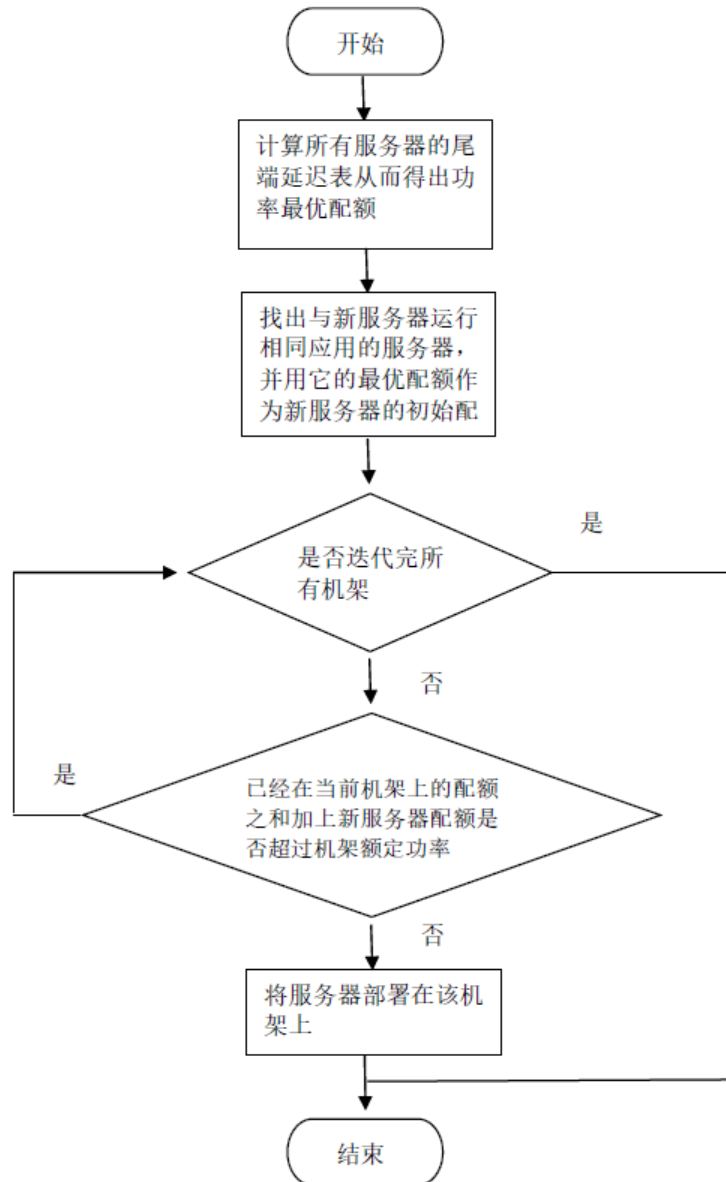 开始
计算所有服务器的尾
端延迟表从而得出功
率最优配额
找出与新服务器运行
相同应用的服务器，
并用它的最优配额作
为新服务器的初始配
是
是否迭代完所
有机架
否
是
已经在当前机架上的配额
之和加上新服务器配额是
否超过机架额定功率
否
将服务器部署在该机
架上
结束